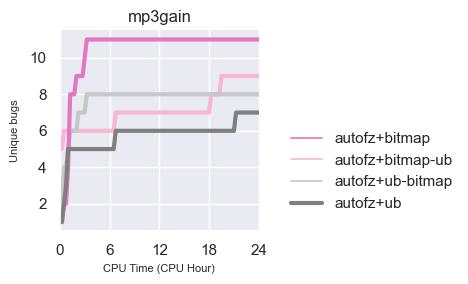 mp3gain
10
8
6
4
2
Unique bugs
0 6 12 18 24
CPU Time (CPU Hour)
autofz+bitmap
autofz+bitmap-ub
autofz+ub-bitmap
autofz+ub